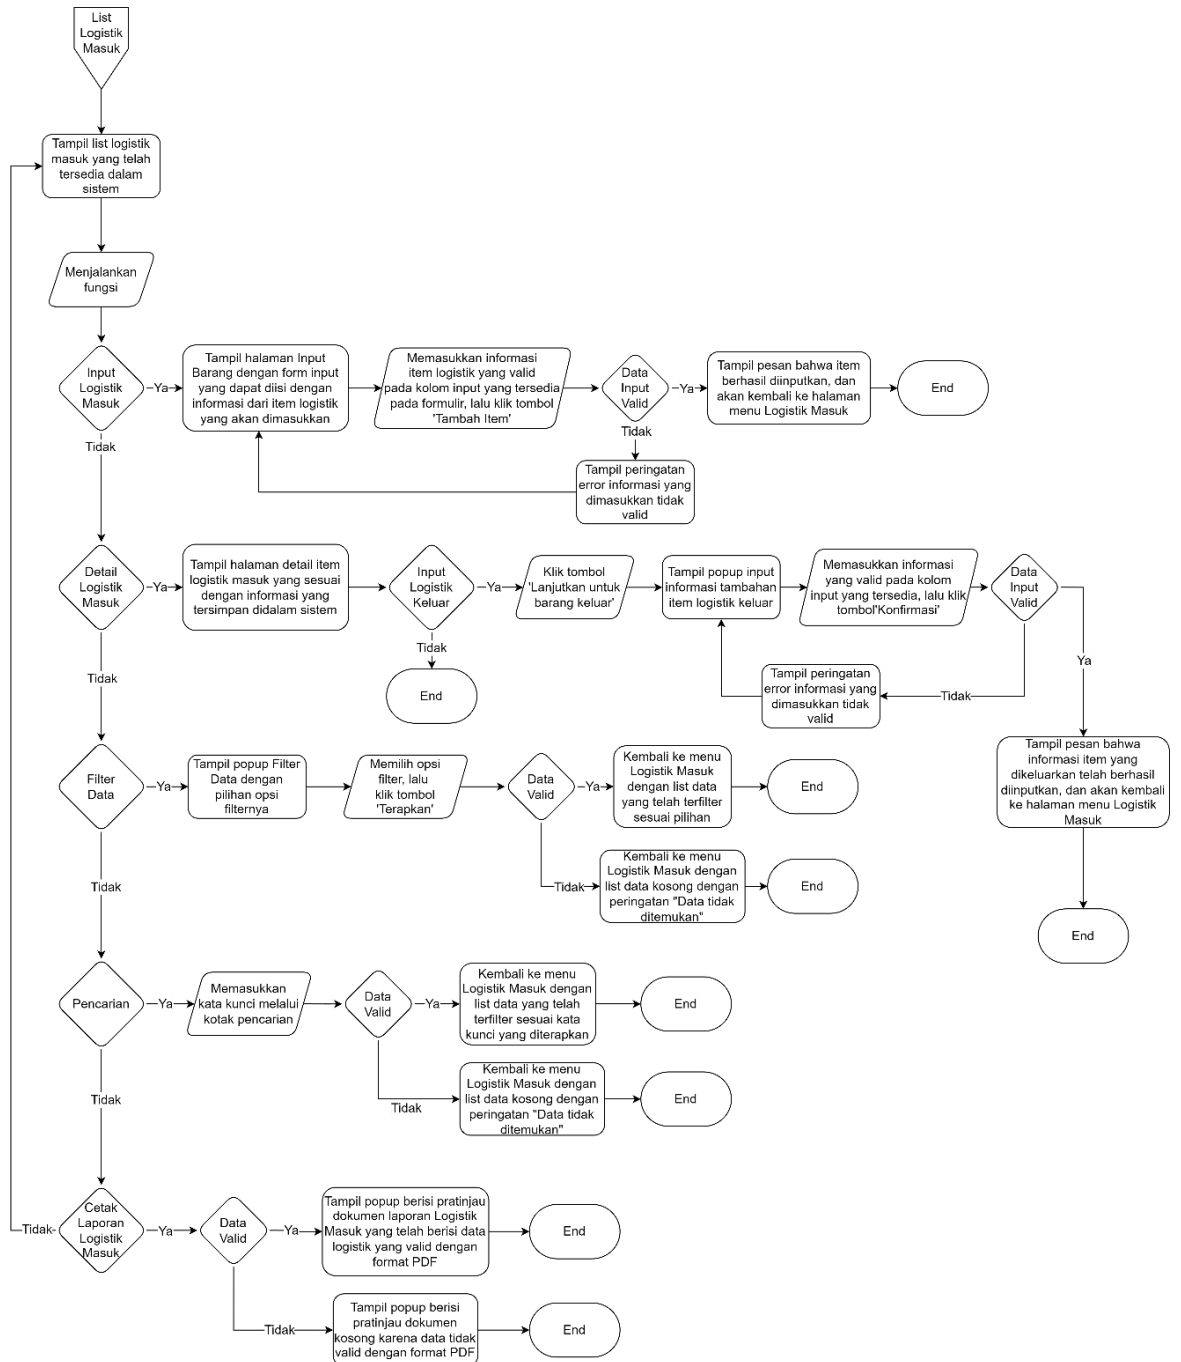 List
Logistik
Masuk
Tampil list logistik
masuk yang telah
tersedia dalam
sistem
Menjalankan
fungsi
Input
Logistik
Masuk
Ya
Tampil halaman Input
Barang dengan form input
yang dapat diisi dengan
informasi dari item logistik
yang akan dimasukkan
Memasukkan informasi
item logistik yang valid
pada kolom input yang tersedia
pada formulir, lalu klik tombol
'Tambah Item'
Data
Input
Valid
Ya
Tampil pesan bahwa item
berhasil diinputkan, dan
akan kembali ke halaman
menu Logistik Masuk
End
Tidak
Tidak
Tampil peringatan
error informasi yang
dimasukkan tidak
valid
Detail
Logistik
Masuk
Ya
Tampil halaman detail item
logistik masuk yang sesuai
dengan informasi yang
tersimpan didalam sistem
Input
Logistik
Keluar
Ya
Klik tombol
'Lanjutkan untuk
barang keluar'
Tampil popup input
informasi tambahan
item logistik keluar
Memasukkan informasi
yang valid pada kolom
input yang tersedia, lalu klik
tombol'Konfirmasi'
Data
Input
Valid
Tidak
End
Ya
Tidak
Tampil peringatan
error informasi yang
dimasukkan tidak
valid
Tidak
Tampil pesan bahwa
informasi item yang
dikeluarkan telah berhasil
diinputkan, dan akan kembali
ke halaman menu Logistik
Masuk
End
Filter
Data
Ya
Tampil popup Filter
Data dengan
pilihan opsi
filternya
Memilih opsi
filter, lalu
klik tombol
'Terapkan'
Data
Valid
Ya
Kembali ke menu
Logistik Masuk
dengan list data
yang telah terfilter
sesuai pilihan
End
Tidak
Tidak
Kembali ke menu
Logistik Masuk dengan
list data kosong dengan
peringatan "Data tidak
ditemukan"
End
Pencarian
Ya
Memasukkan
kata kunci melalui
kotak pencarian
Data
Valid
Ya
Kembali ke menu
Logistik Masuk dengan
list data yang telah
terfilter sesuai kata
kunci yang diterapkan
End
Tidak
Tidak
Kembali ke menu
Logistik Masuk dengan
list data kosong dengan
peringatan "Data tidak
ditemukan"
End
Tidak
Cetak
Laporan
Logistik
Masuk
Ya
Data
Valid
Ya
Tampil popup berisi pratinjau
dokumen laporan Logistik
Masuk yang telah berisi data
logistik yang valid dengan
format PDF
End
Tidak
Tampil popup berisi
pratinjau dokumen
kosong karena data tidak
valid dengan format PDF
End